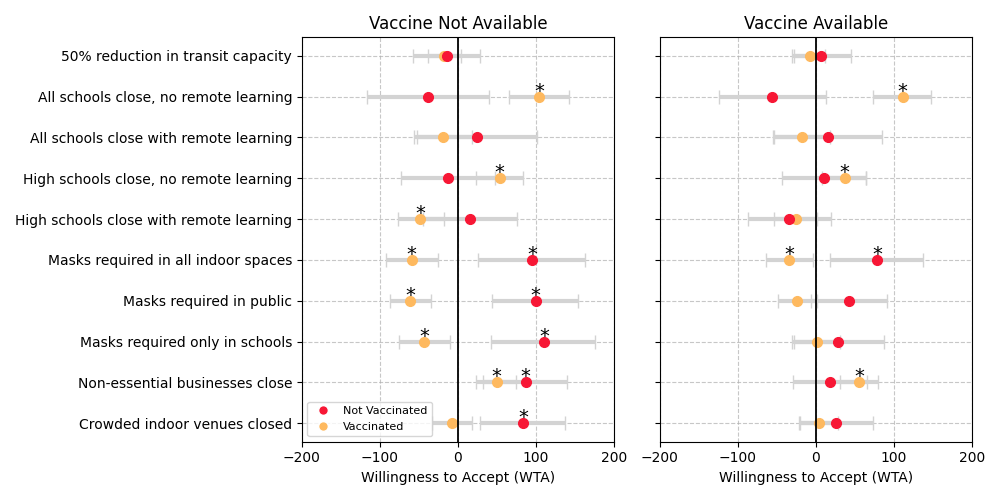 Vaccine Not Available
Vaccine Available
50% reduction in transit capacity
All schools close, no remote learning
* *
All schools close with remote learning
High schools close, no remote learning
* *
High schools close with remote learning
*
Masks required in all indoor spaces
* * * *
Masks required in public
* *
Masks required only in schools
* *
Non-essential businesses close
* * *
Crowded indoor venues closed
*
Not Vaccinated
Vaccinated
−200 −100 0 100 200
−200 −100 0 100 200
Willingness to Accept (WTA)
Willingness to Accept (WTA)